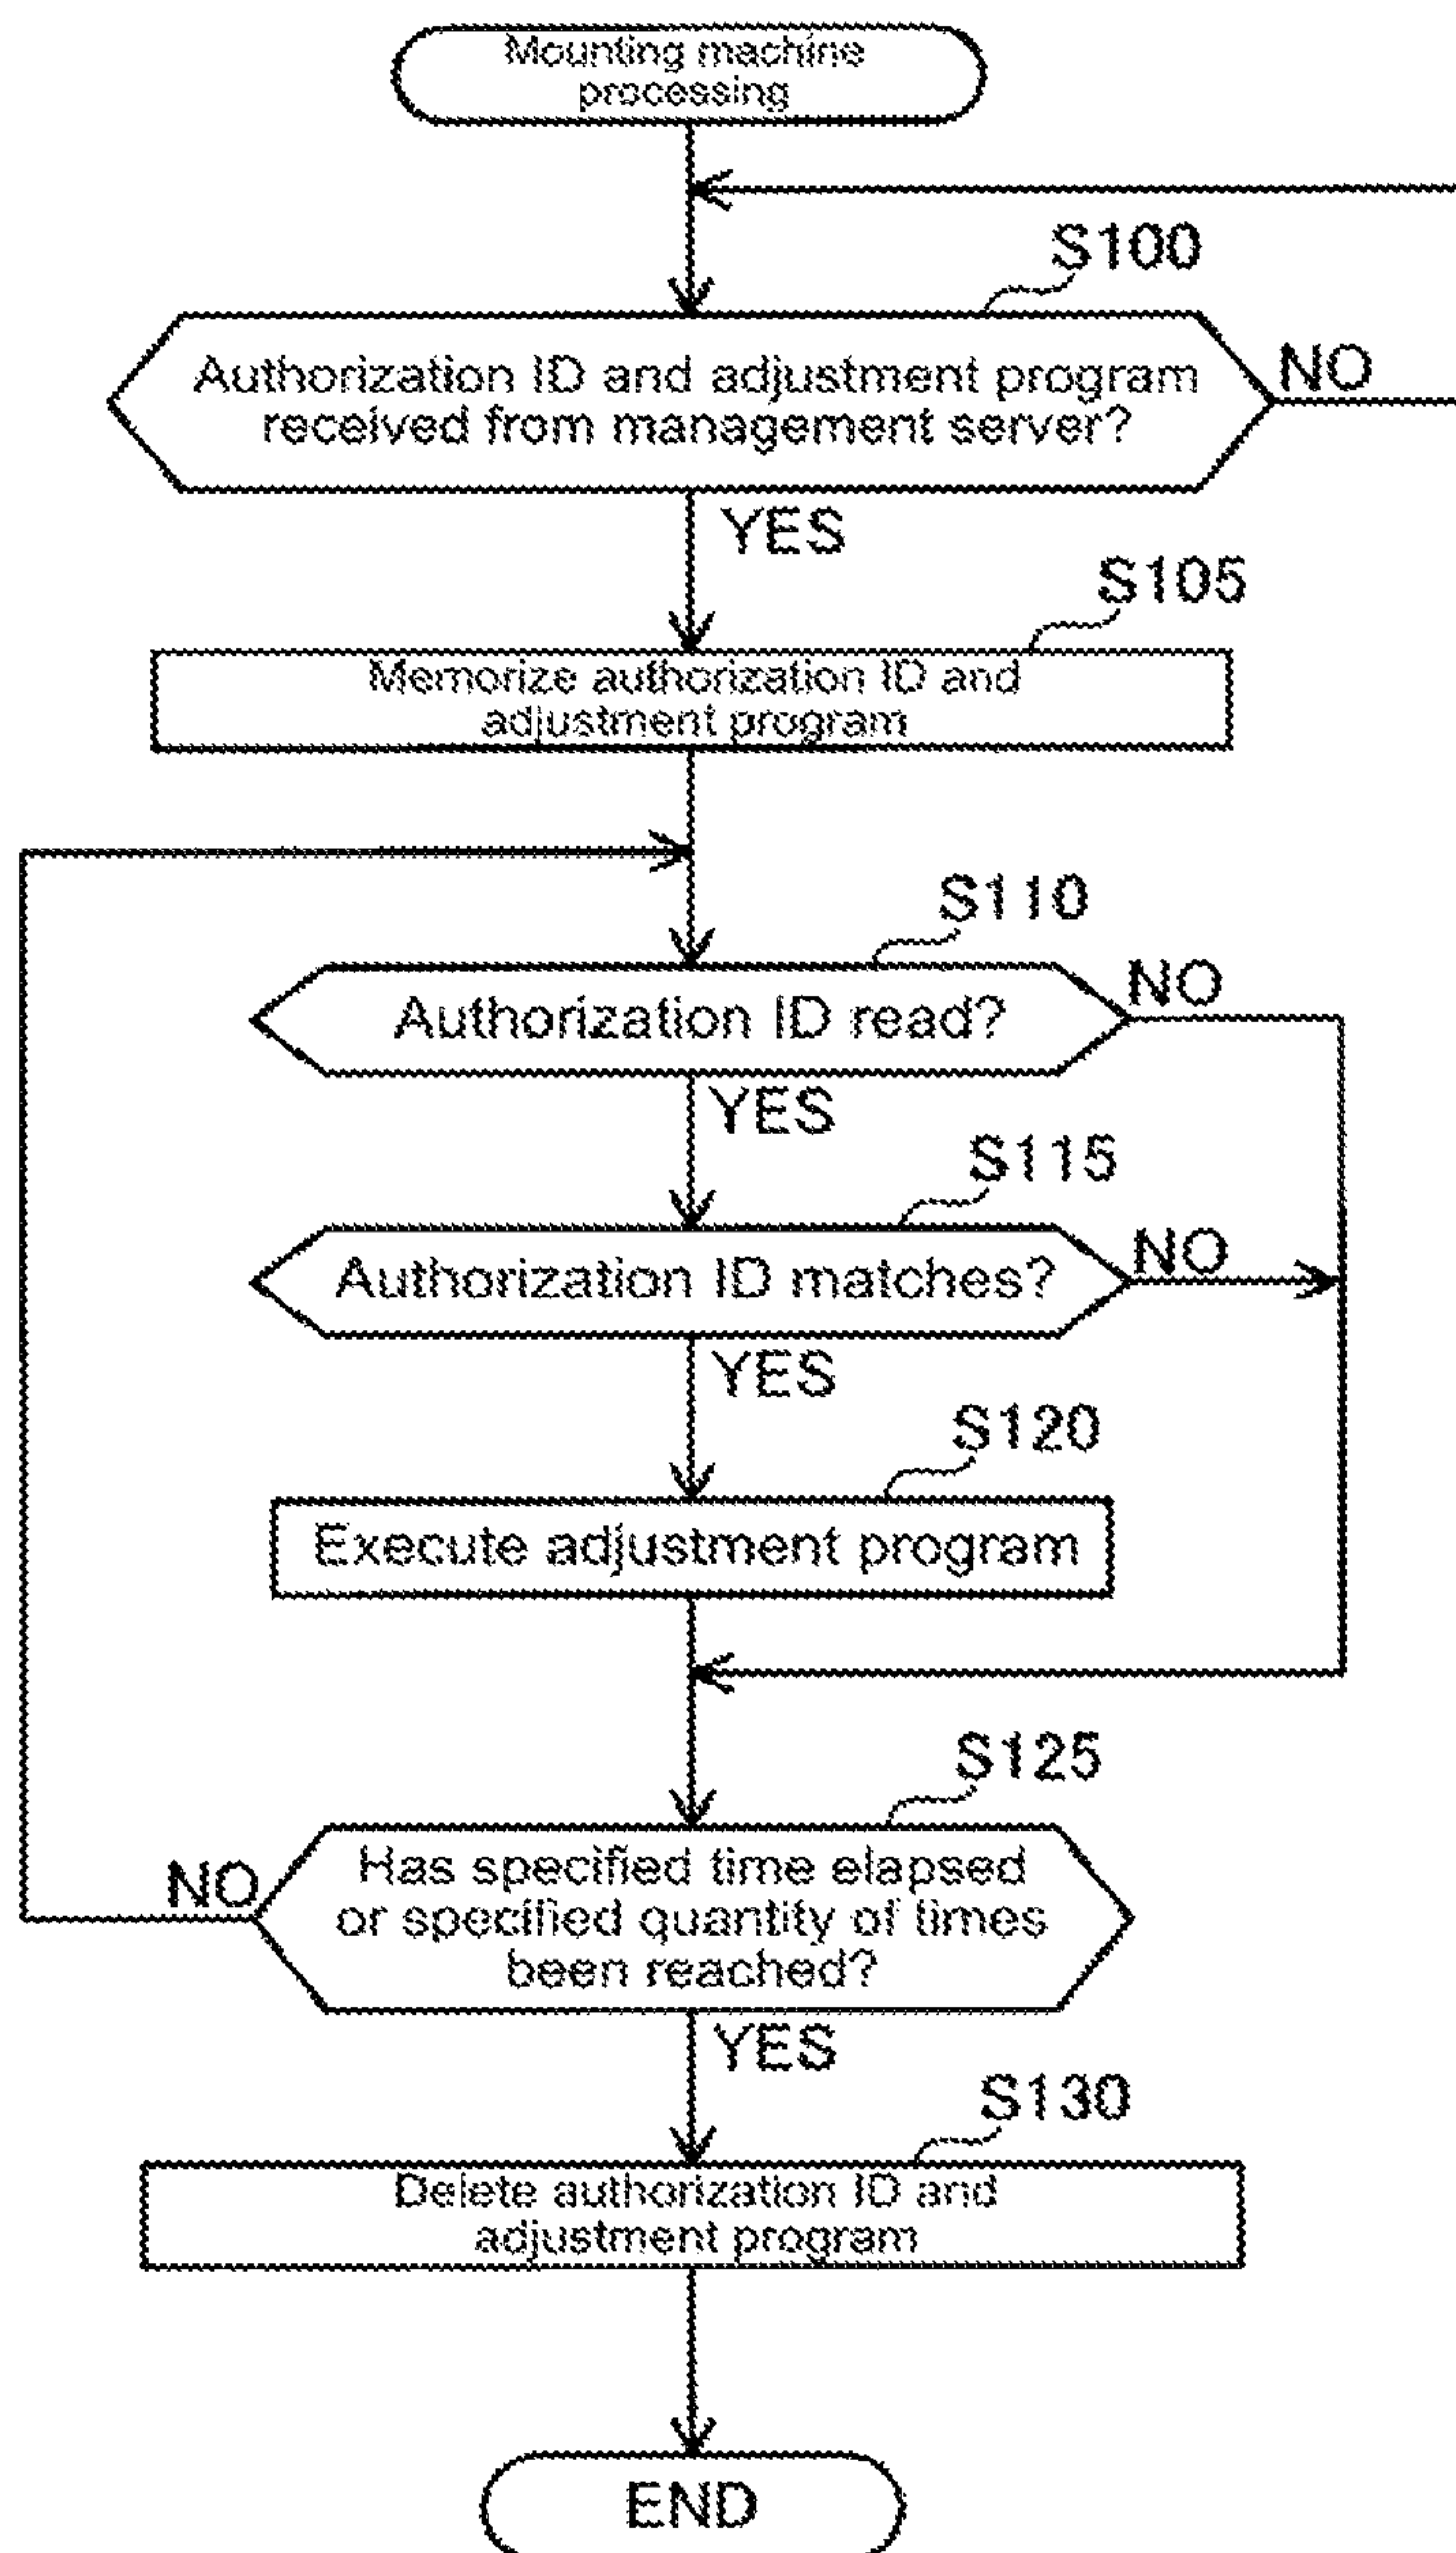 Mounting machine
processing
S100
Authorization ID and adjustment program
received from management server?
NO
YES
S105
Memorize authorization ID and
adjustment program
S110
Authorization ID read?
NO
YES
S115
Authorization ID matches?
NO
YES
S120
Execute adjustment program
S125
Has specified time elapsed
or specified quantity of times
been reached?
NO
YES
S130
Delete authorization ID and
adjustment program
END